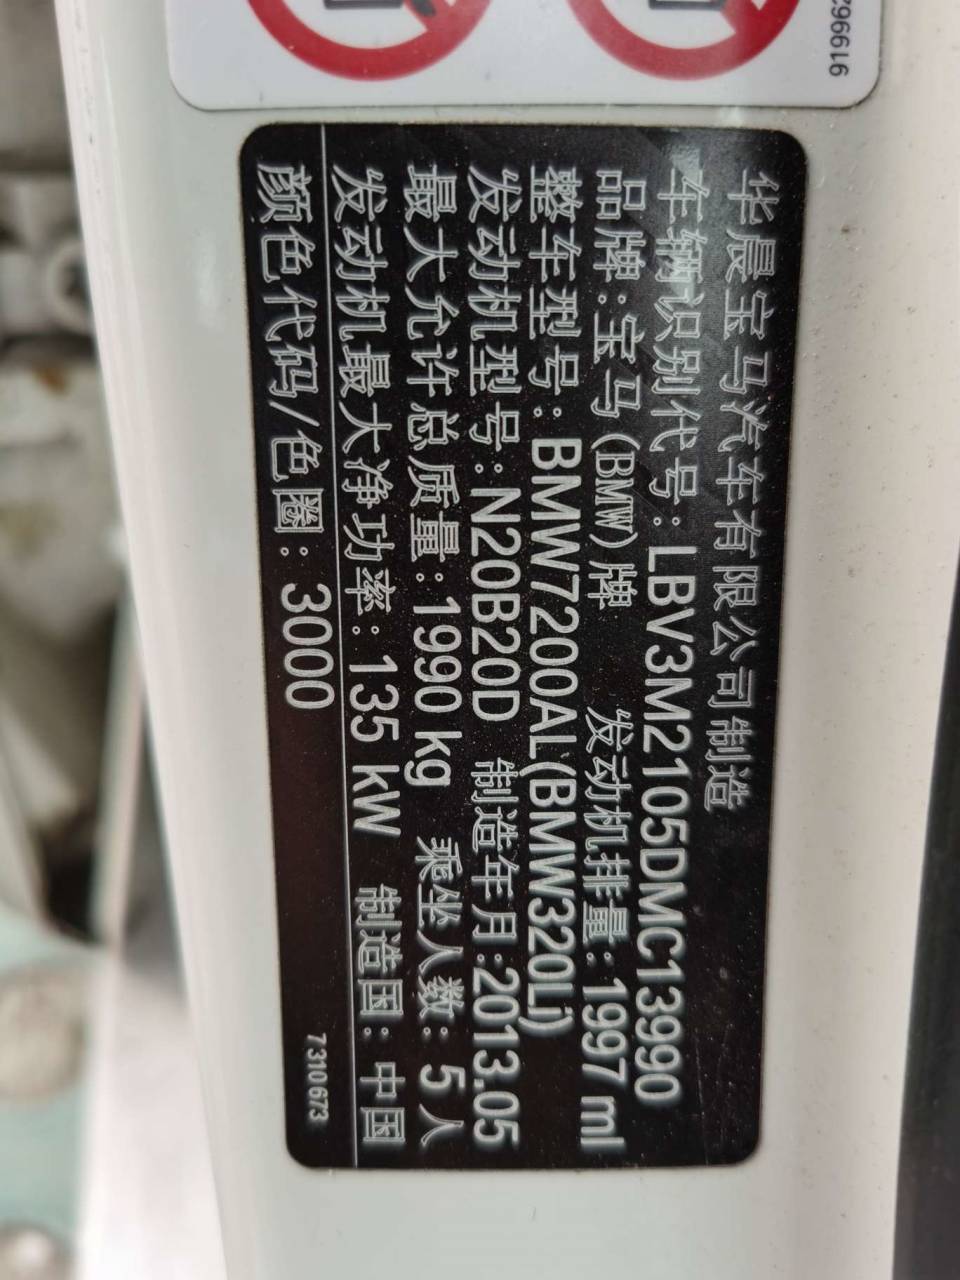 9199626
华晨宝马汽车有限公司制造
车辆识别代号:LBV3M2105DMC13990
品牌:宝马(BMW)牌 发动机排量:1997 ml
整车型号:BMW7200AL(BMW320Li)
发动机型号:N20B20D 制造年月:2013.05
最大允许总质量:1990 kg 乘坐人数:5人
发动机最大净功率:135 kW 制造国:中国
颜色代码/色圈:3000
7 310 673